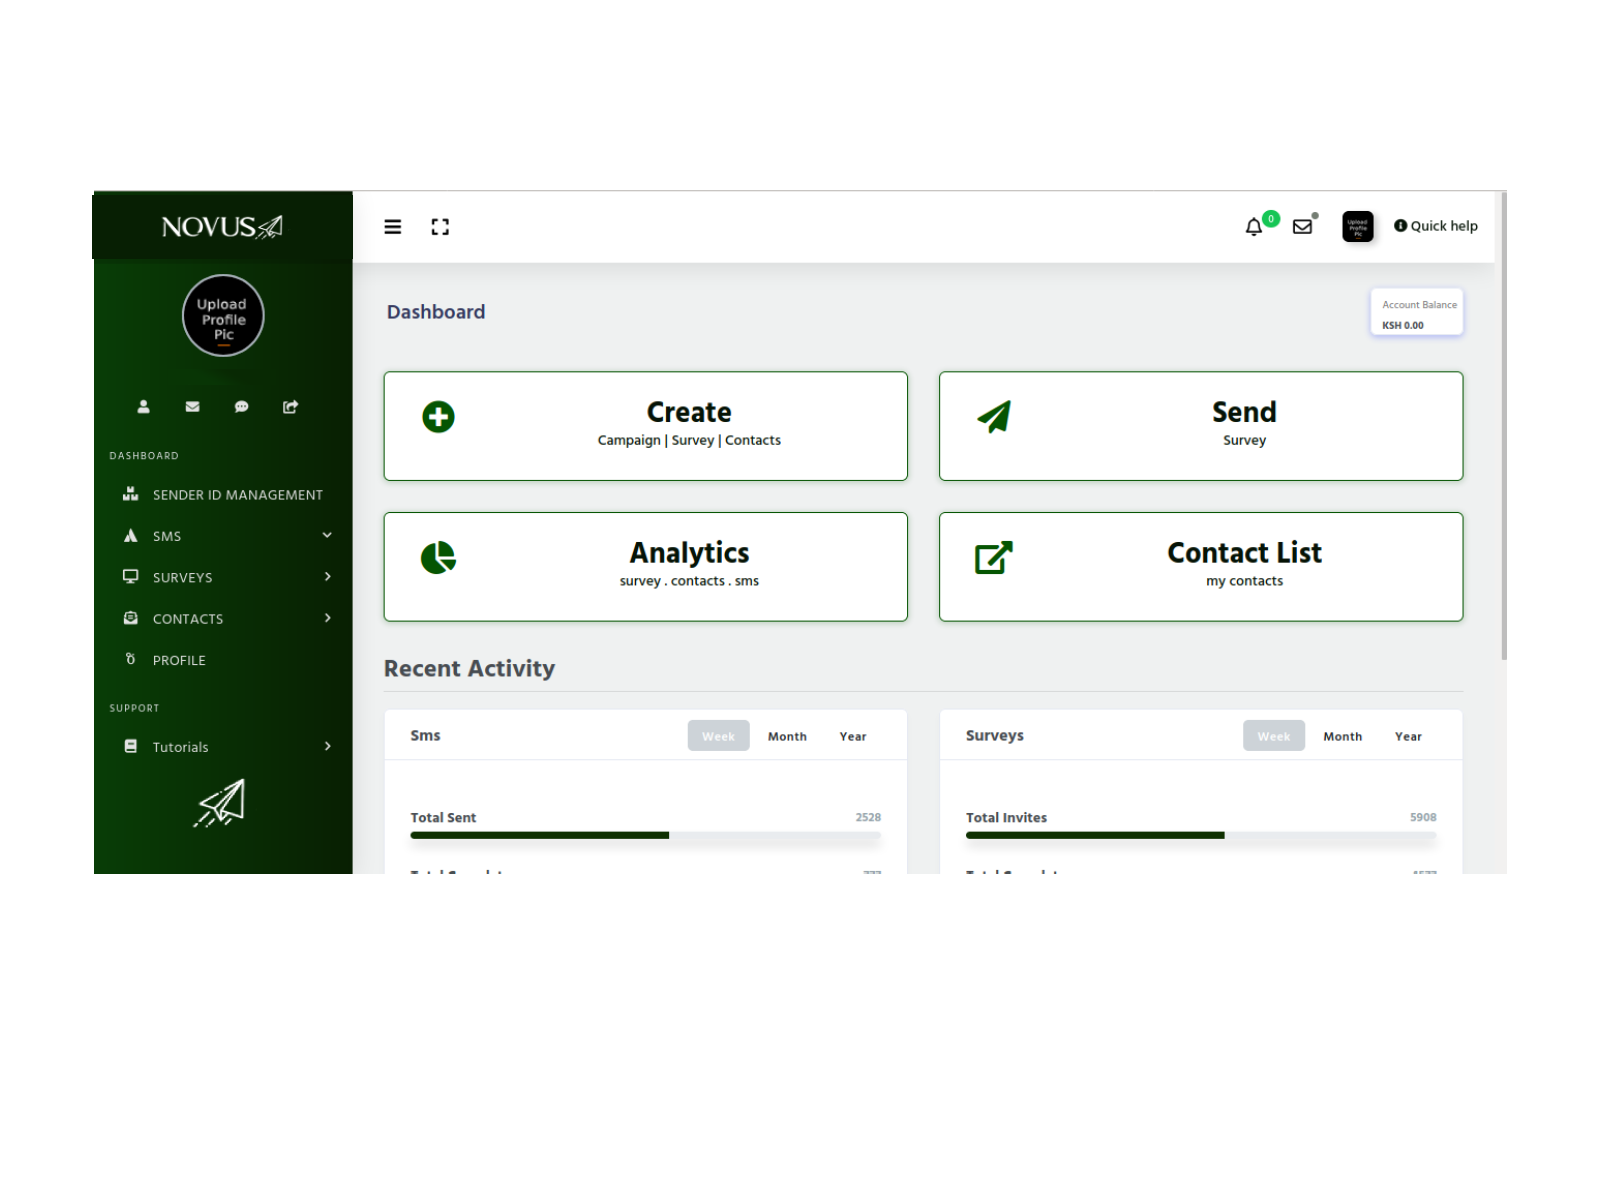 NOVUS
0
Upload
Profile
Pic
Quick help
Upload
Profile
Pic
DASHBOARD
SENDER ID MANAGEMENT
SMS
SURVEYS
CONTACTS
PROFILE
SUPPORT
Tutorials
Dashboard
Account Balance
KSH 0.00
Create
Campaign | Survey | Contacts
Send
Survey
Analytics
survey . contacts . sms
Contact List
my contacts
Recent Activity
Sms
Week Month Year
Total Sent 2528
Surveys
Week Month Year
Total Invites 5908